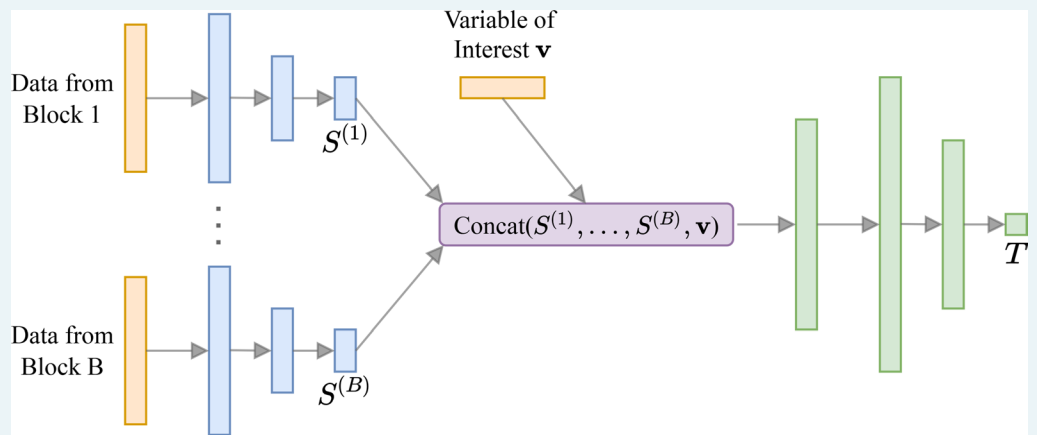 Variable of
Interest v
Data from
Block 1
S^{(1)}
⋮
Concat(S^{(1)}, . . . , S^{(B)}, v)
T
Data from
Block B
S^{(B)}